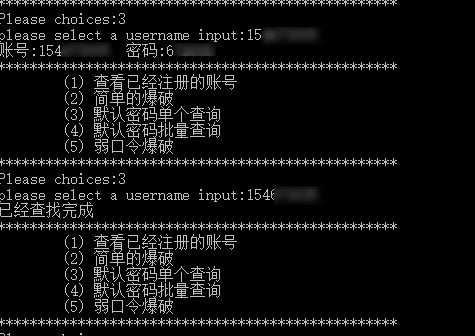 **************************************************
Please choices:3
please select a username input:15
账号:154 密码:6
**************************************************
(1) 查看已经注册的账号
(2) 简单的爆破
(3) 默认密码单个查询
(4) 默认密码批量查询
(5) 弱口令爆破
**************************************************
Please choices:3
please select a username input:1546
已经查找完成
**************************************************
(1) 查看已经注册的账号
(2) 简单的爆破
(3) 默认密码单个查询
(4) 默认密码批量查询
(5) 弱口令爆破
**************************************************